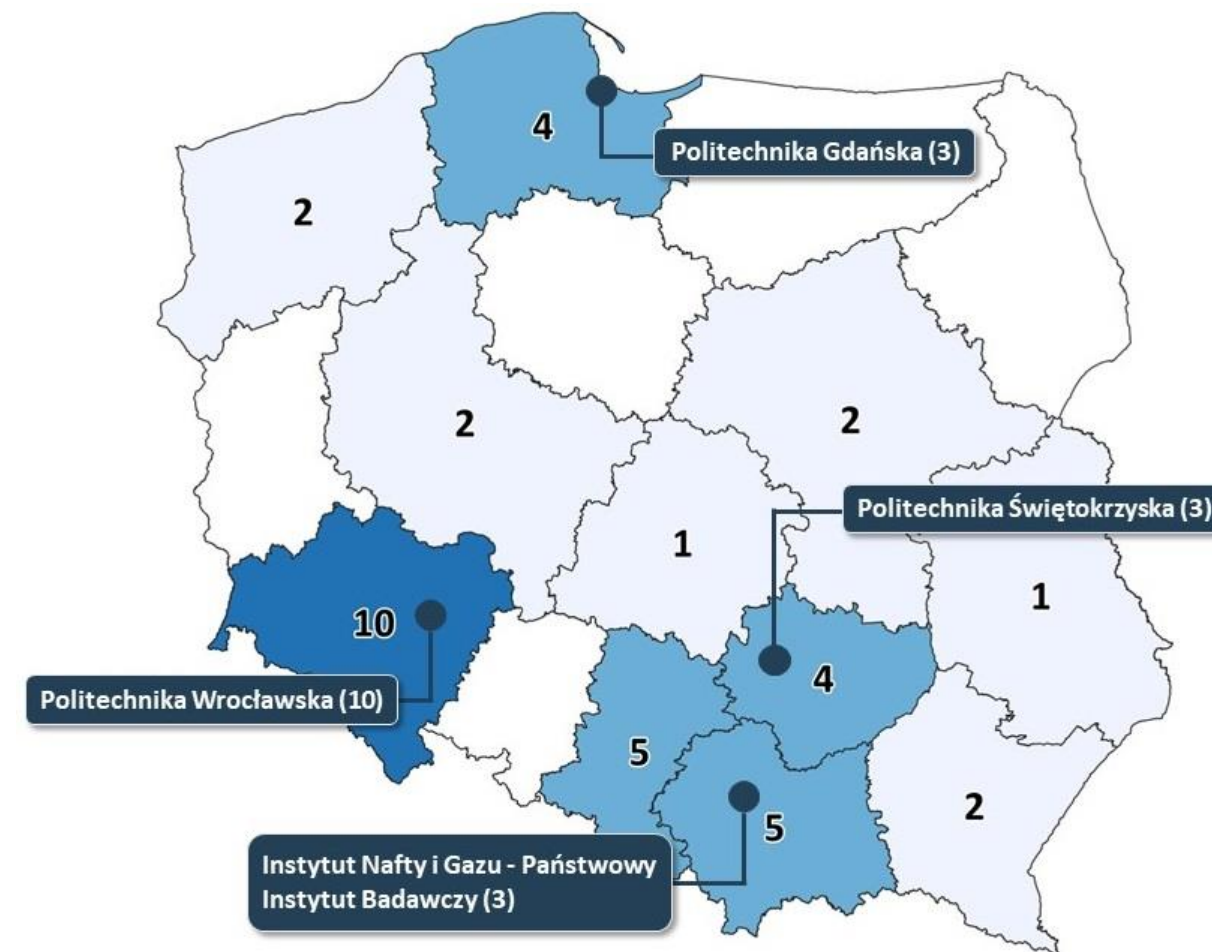 4
Politechnika Gdańska (3)
2
2
2
Politechnika Świętokrzyska (3)
1
1
10
4
Politechnika Wrocławska (10)
5
2
5
Instytut Nafty i Gazu - Państwowy
Instytut Badawczy (3)